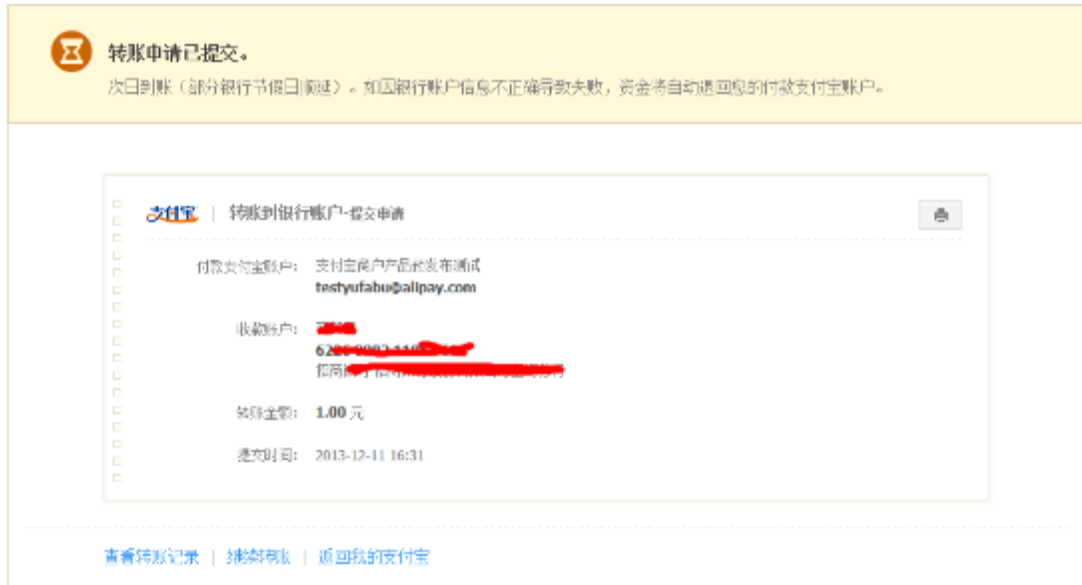 转账申请已提交。
次日到账（部分银行节假日顺延）。如因银行账户信息不正确导致失败，资金将自动退回您的付款支付宝账户。
支付宝 | 转账到银行账户-提交申请
付款支付宝账户： 支付宝商户产品预发布测试
testyufabu@alipay.com
收款账户：
招商
转账金额： 1.00 元
提交时间： 2013-12-11 16:31
查看转账记录 | 继续转账 | 返回我的支付宝